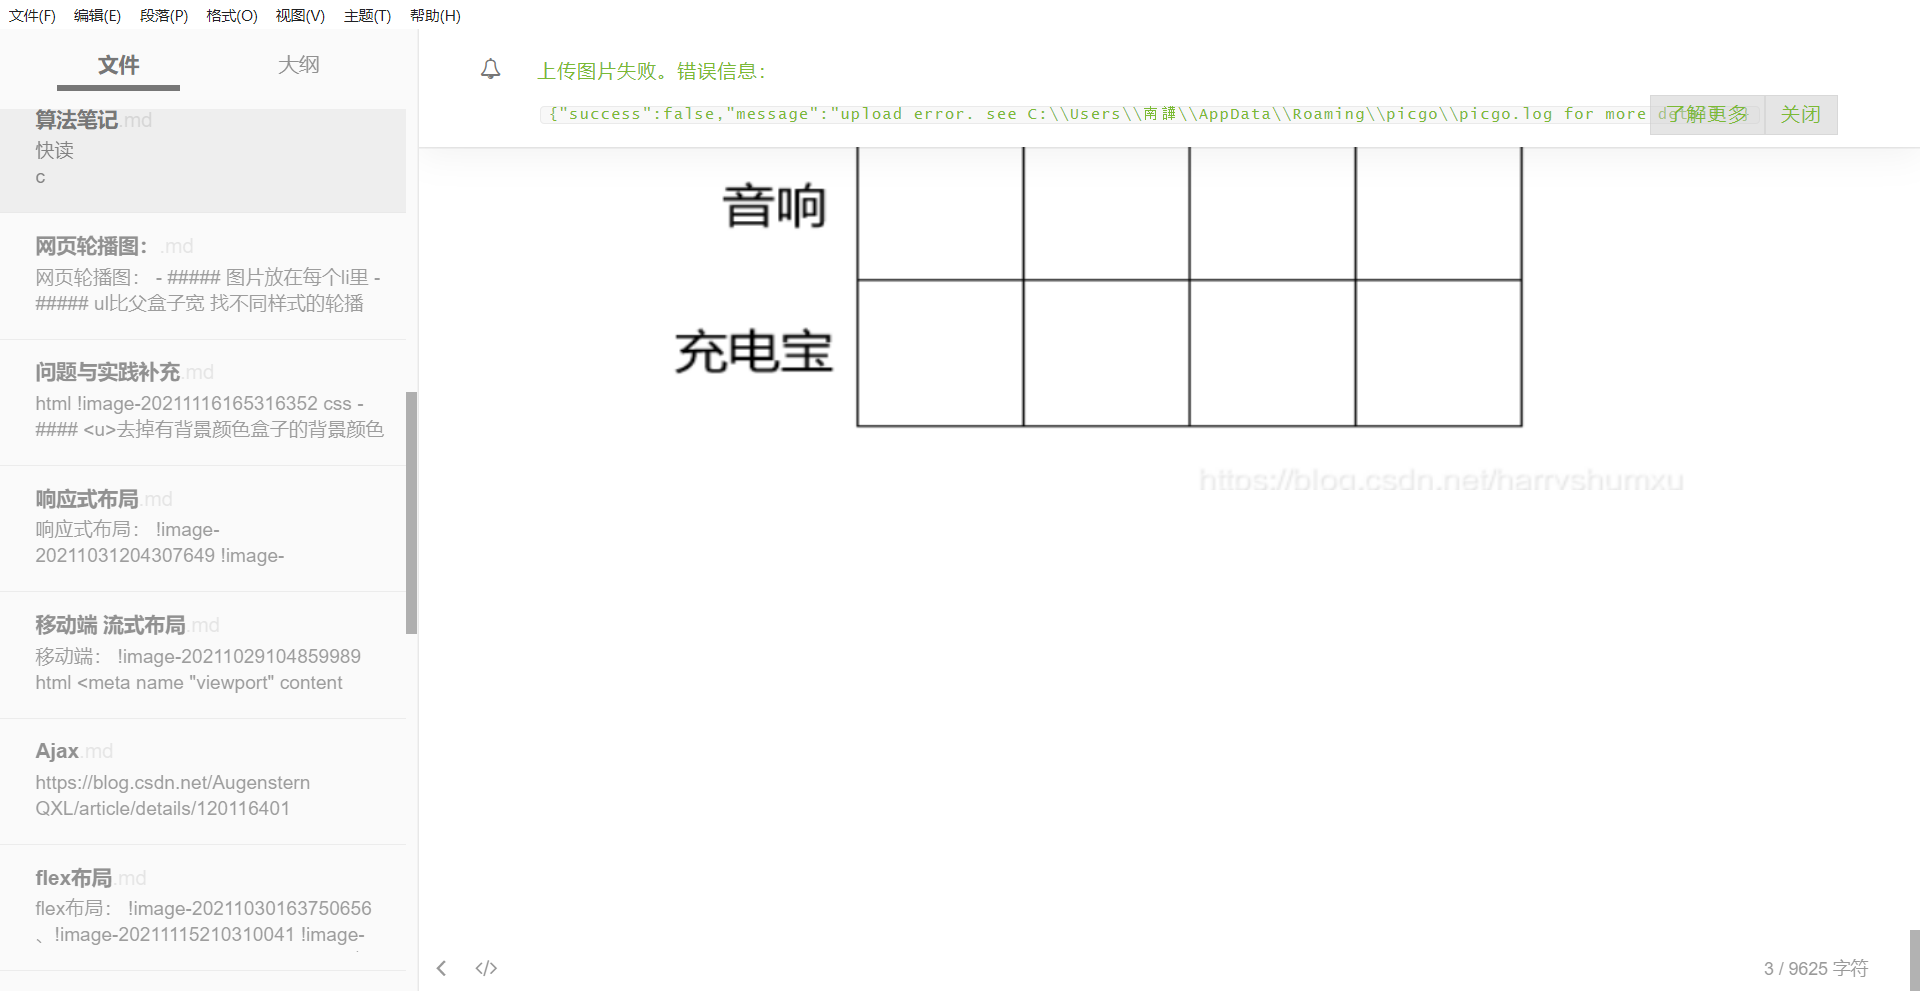 文件(F) 编辑(E) 段落(P) 格式(O) 视图(V) 主题(T) 帮助(H)
文件 大纲
算法笔记.md
快读
c
网页轮播图：.md
网页轮播图： - ##### 图片放在每个li里 -
##### ul比父盒子宽 找不同样式的轮播
问题与实践补充.md
html !image-20211116165316352 css -
#### <u>去掉有背景颜色盒子的背景颜色
响应式布局.md
响应式布局： !image-
20211031204307649 !image-
移动端 流式布局.md
移动端： !image-20211029104859989
html <meta name "viewport" content
Ajax.md
https://blog.csdn.net/Augenstern
QXL/article/details/120116401
flex布局.md
flex布局： !image-20211030163750656
、!image-20211115210310041 !image-
上传图片失败。错误信息：
{"success":false,"message":"upload error. see C:\\Users\\南譁\\AppData\\Roaming\\picgo\\picgo.log for more
了解更多 关闭
音响
充电宝
https://blog.csdn.net/harryshumxu
</>
3 / 9625 字符